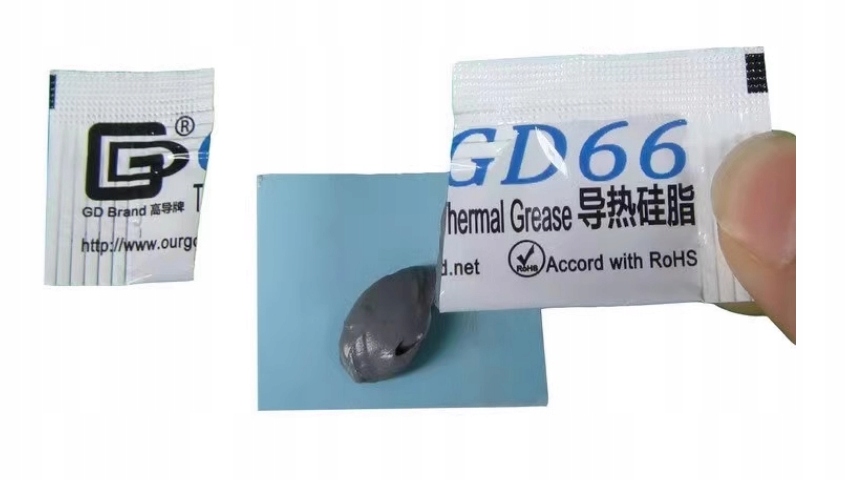 GD ®
GD Brand 高导牌
http://www.ourg
GD66
hermal Grease 导热硅脂
.net
RoHS Accord with RoHS